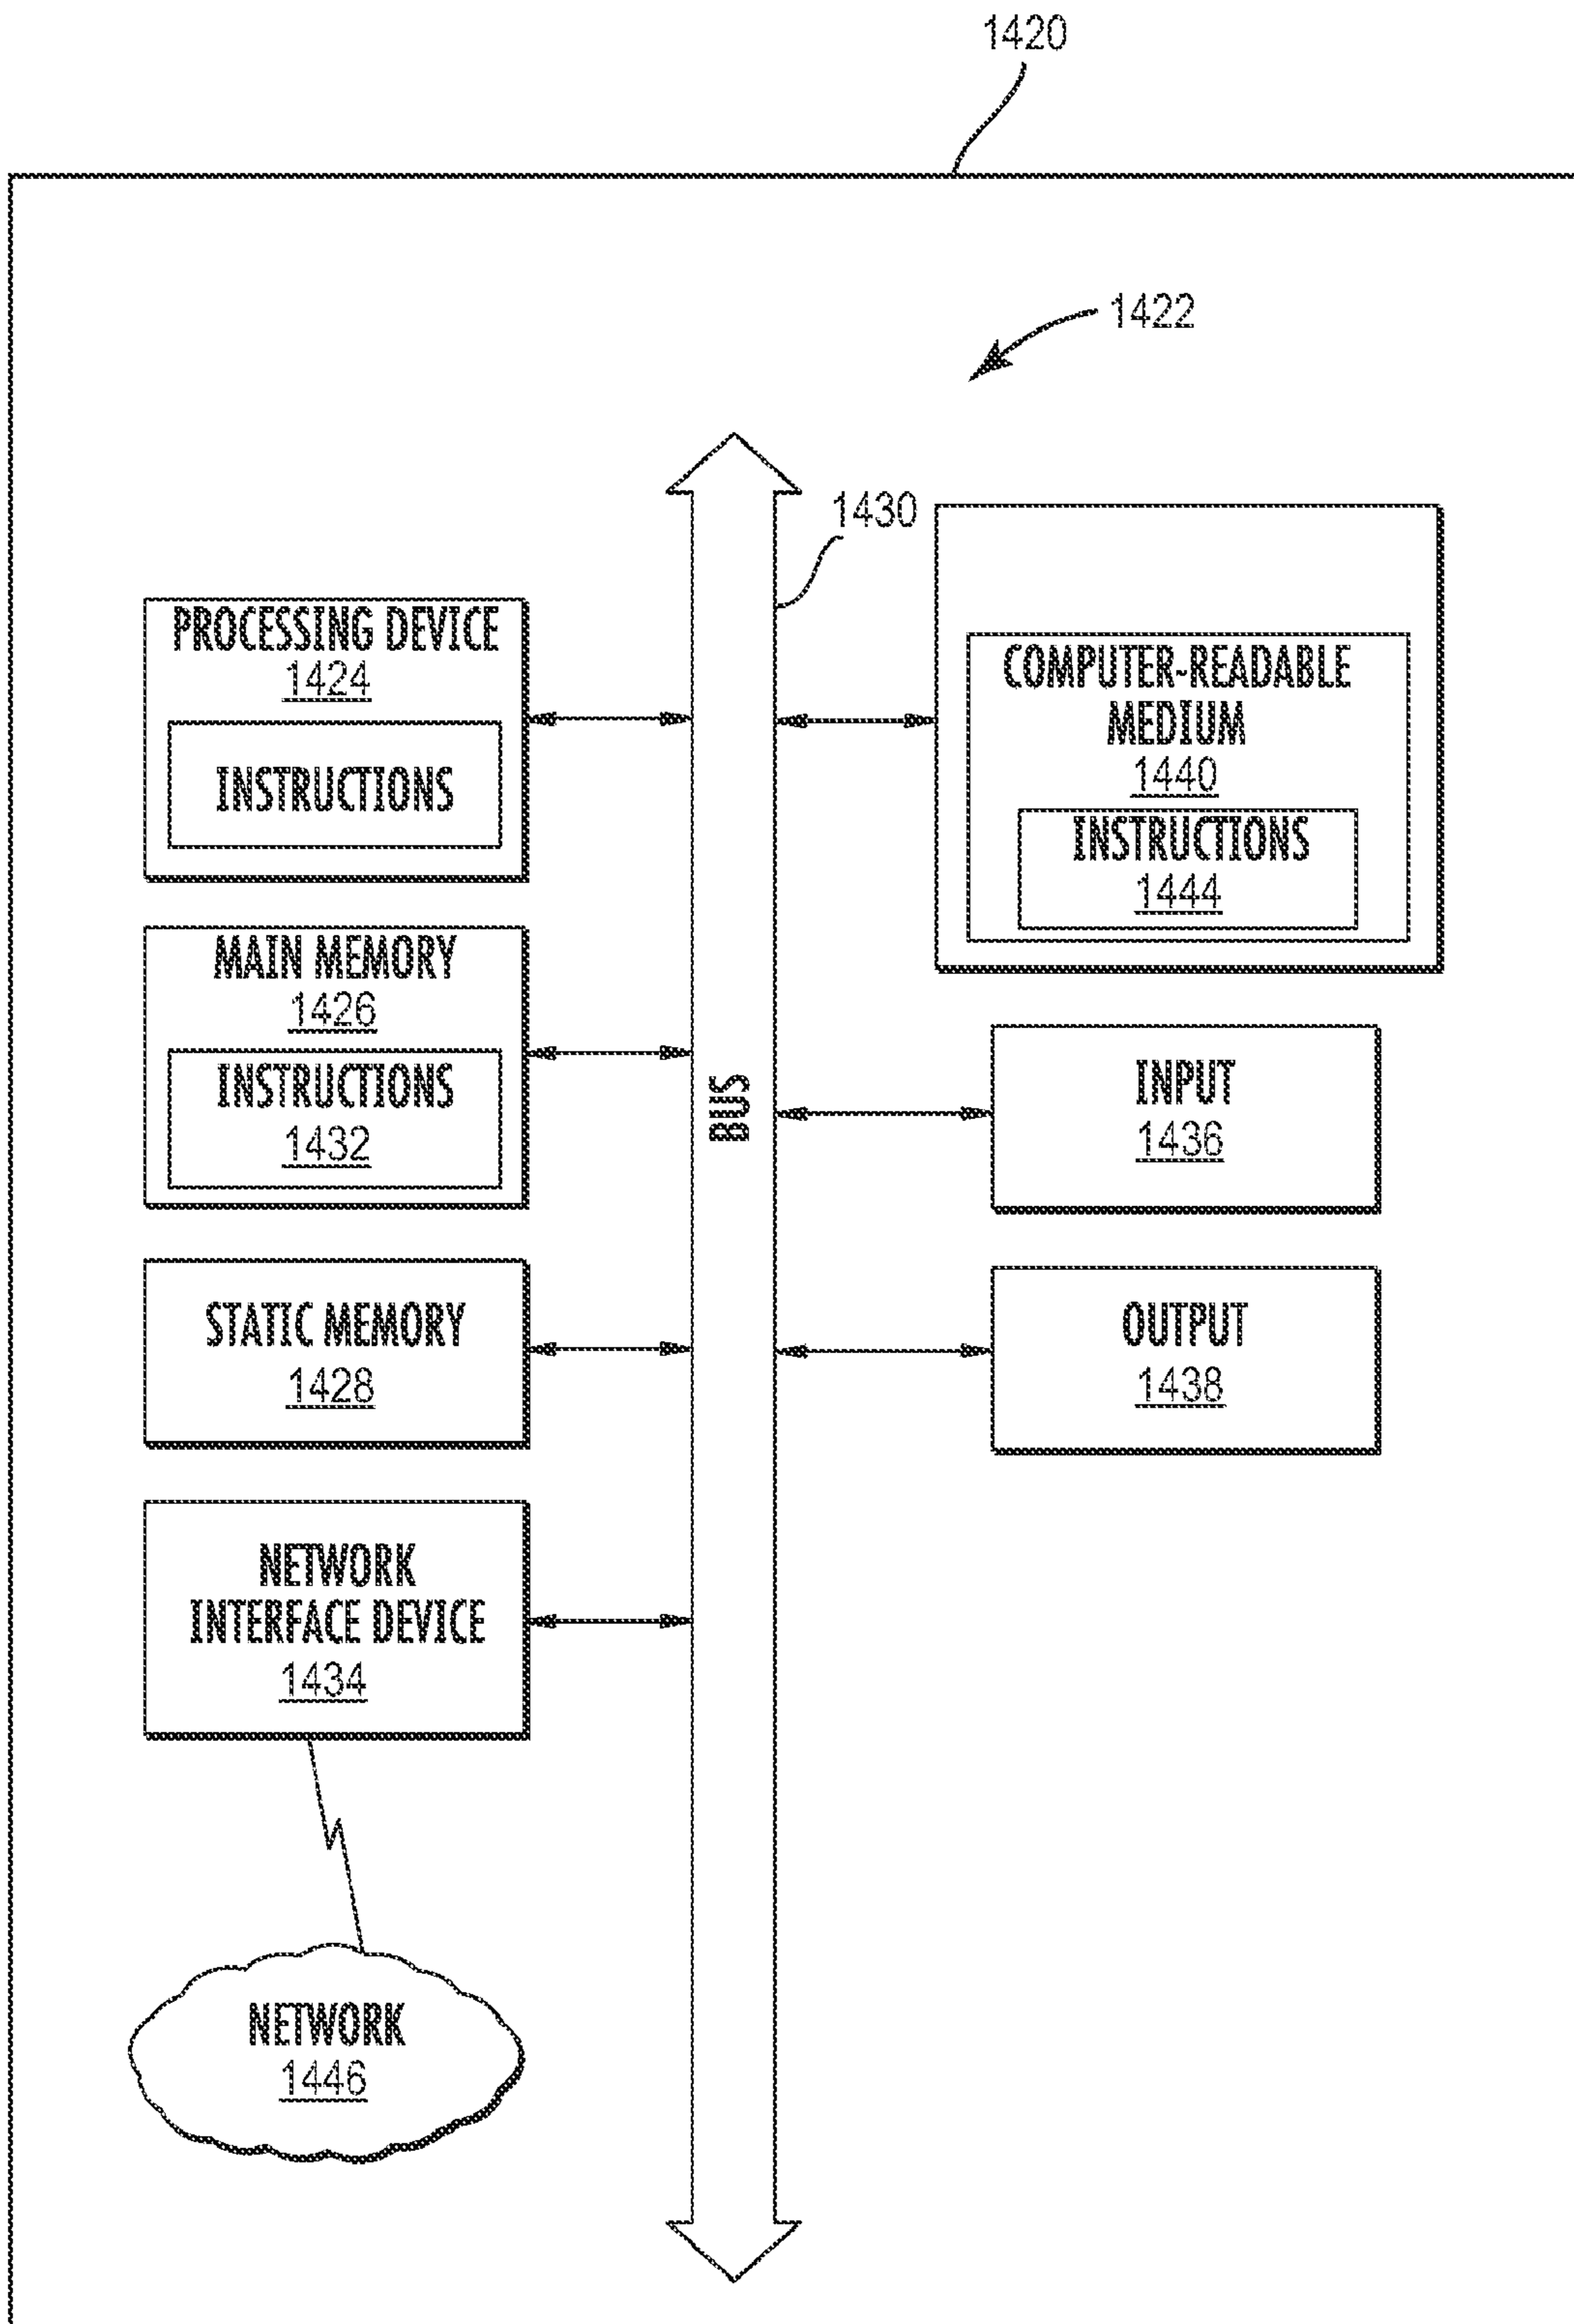 1420
1422
1430
PROCESSING DEVICE
1424
INSTRUCTIONS
MAIN MEMORY
1426
INSTRUCTIONS
1432
STATIC MEMORY
1428
NETWORK
INTERFACE DEVICE
1434
NETWORK
1446
BUS
COMPUTER-READABLE
MEDIUM
1440
INSTRUCTIONS
1444
INPUT
1436
OUTPUT
1438